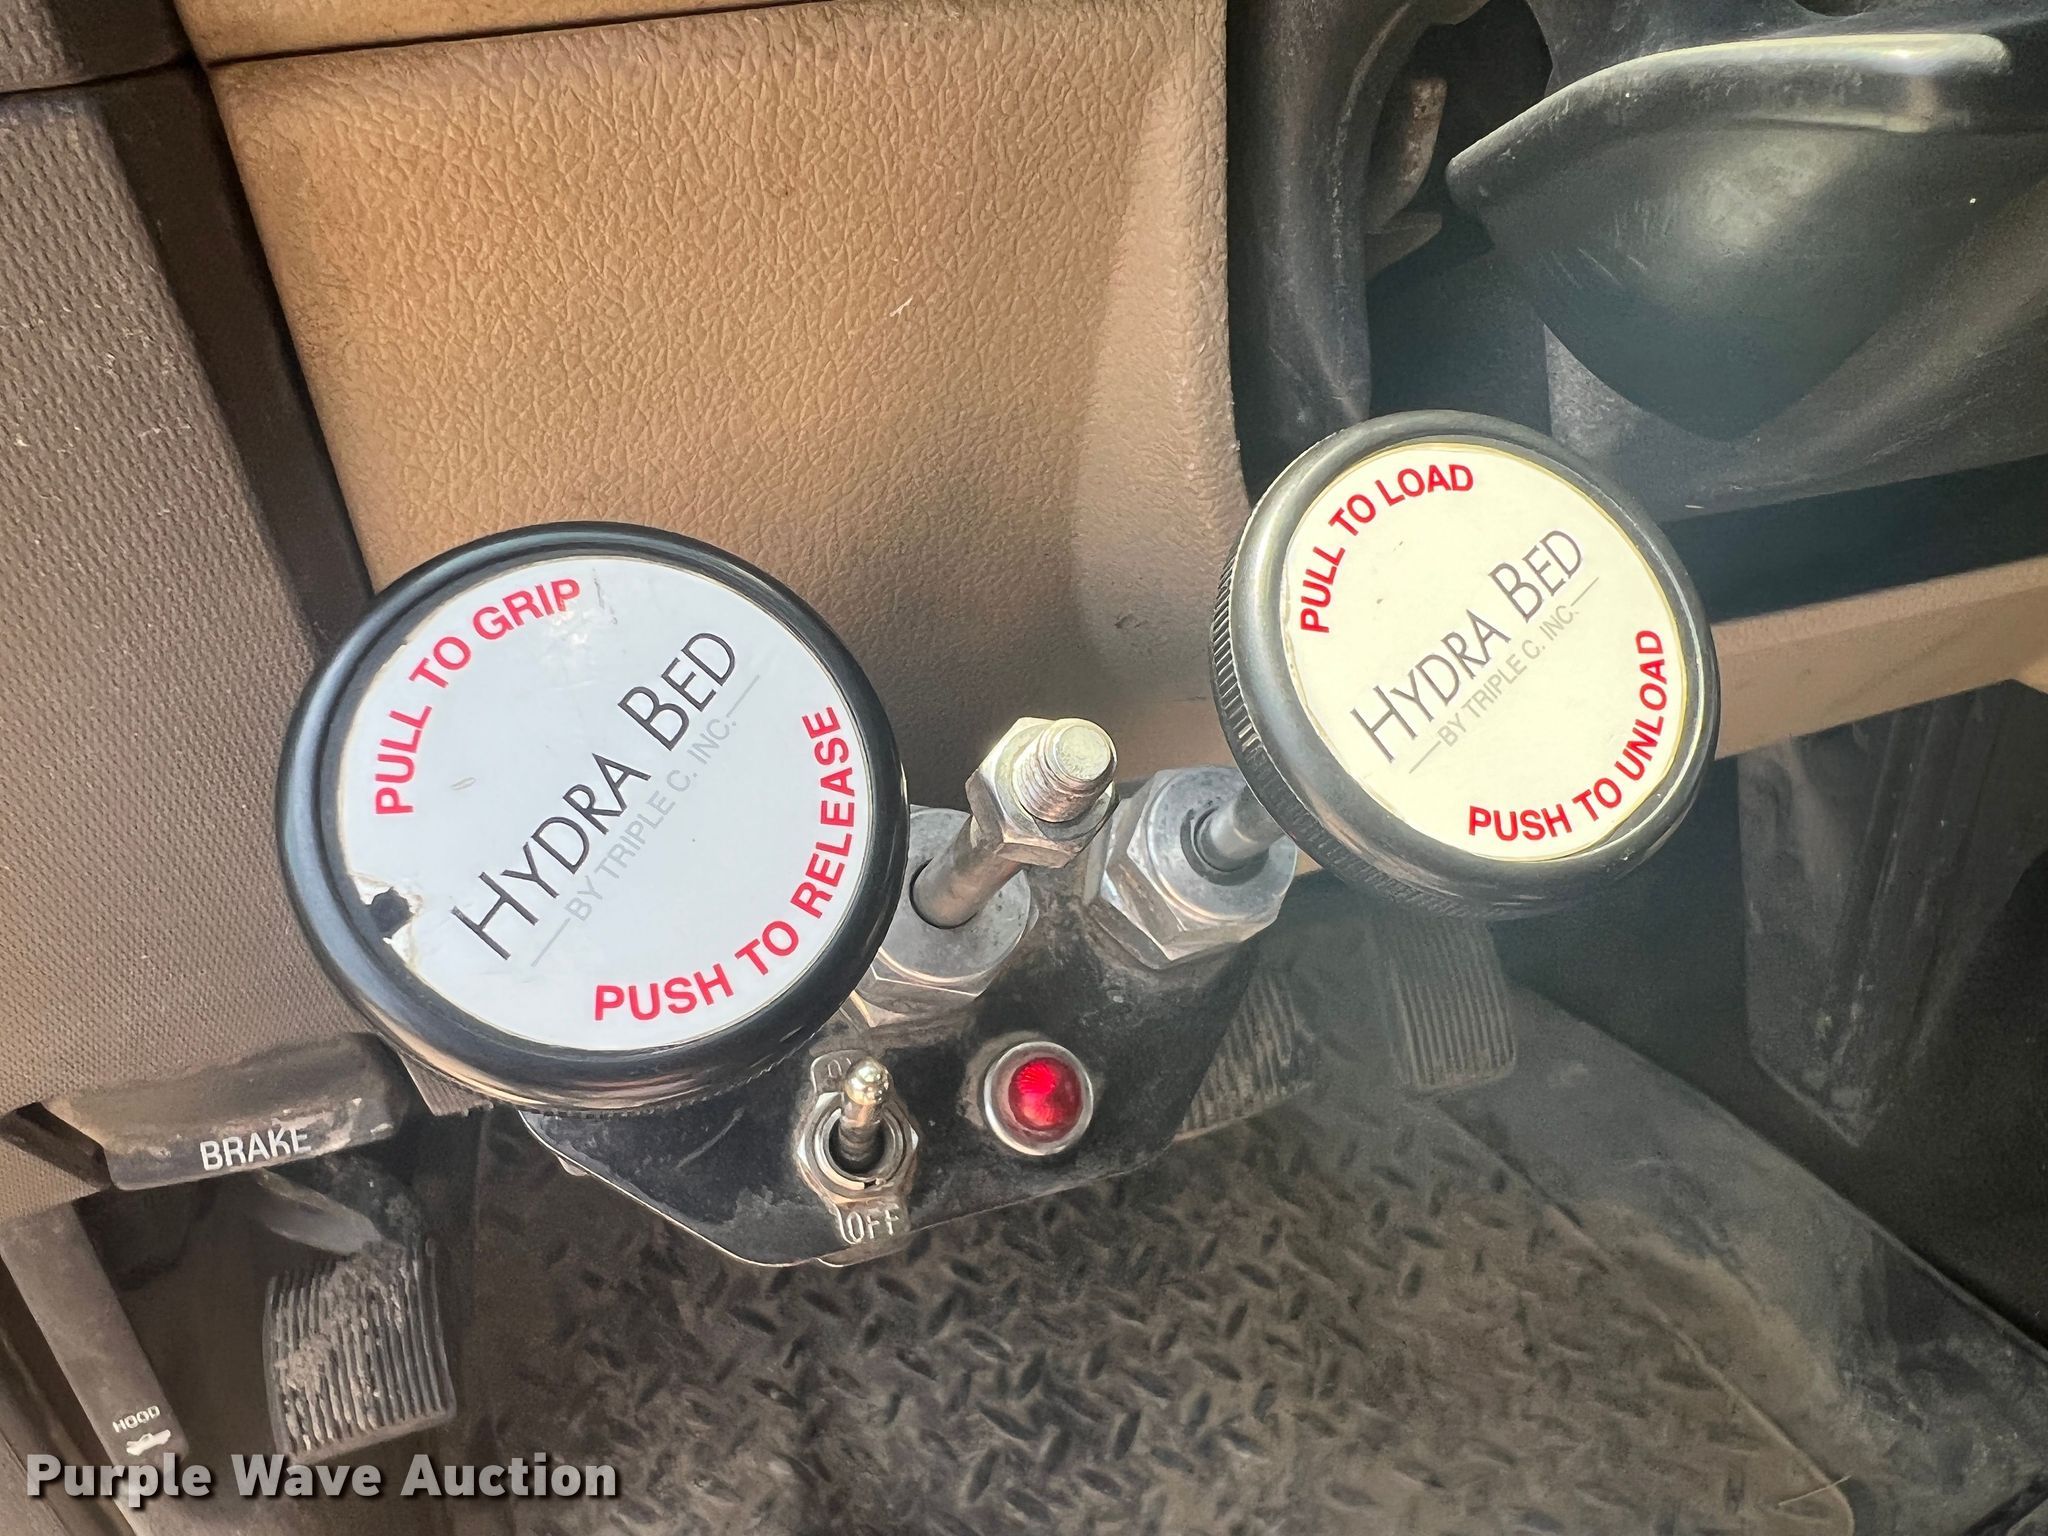 PULL TO GRIP
HYDRA BED
BY TRIPLE C. INC.
PUSH TO RELEASE
PULL TO LOAD
HYDRA BED
BY TRIPLE C. INC.
PUSH TO UNLOAD
BRAKE
OFF
HOOD
Purple Wave Auction